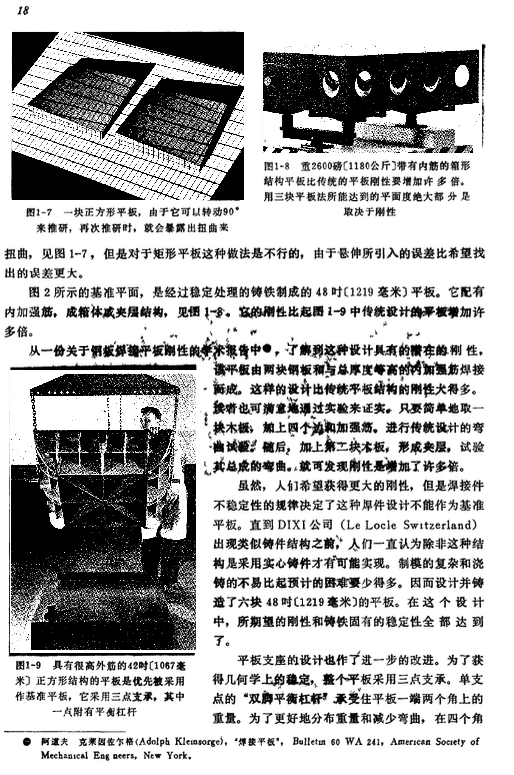 18
图1-7 一块正方形平板，由于它可以转动90°
来推研，再次推研时，就会暴露出扭曲来
图1-8 重2600磅〔1180公斤〕带有内筋的箱形
结构平板比传统的平板刚性要增加许多倍。
用三块平板法所能达到的平面度绝大部分是
取决于刚性
扭曲，见图1-7，但是对于矩形平板这种做法是不行的，由于悬伸所引入的误差比希望找
出的误差更大。
图2所示的基准平面，是经过稳定处理的铸铁制成的48吋〔1219毫米〕平板。它配有
内加强筋，成箱体或夹层结构，见图1-8。它的刚性比起图1-9中传统设计的平板增加许
多倍。
从一份关于钢板焊缝平板刚性的学术报告中❶，了解到这种设计具有的潜在的刚性，
该平板由两块钢板和与总厚度等高的内加强筋焊接
而成。这样的设计比传统平板结构的刚性大得多。
读者也可满意地通过实验来证实。只要简单地取一
块木板，加上四个边和加强筋，进行传统设计的弯
曲试验。随后，加上第二块木板，形成夹层，试验
其总成的弯曲。就可发现刚性是增加了许多倍。
虽然，人们希望获得更大的刚性，但是焊接件
不稳定性的规律决定了这种焊件设计不能作为基准
平板。直到DIXI公司（Le Locle Switzerland）
出现类似铸件结构之前，人们一直认为除非这种结
构是采用实心铸件才有可能实现。制模的复杂和浇
铸的不易比起预计的困难要少得多。因而设计并铸
造了六块48吋〔1219毫米〕的平板。在这个设计
中，所期望的刚性和铸铁固有的稳定性全部达到
了。
平板支座的设计也作了进一步的改进。为了获
得几何学上的稳定，整个平板采用三点支承。单支
点的“双脚平衡杠杆”承受住平板一端两个角上的
重量。为了更好地分布重量和减少弯曲，在四个角
图1-9 具有很高外筋的42吋〔1067毫
米〕正方形结构的平板是优先被采用
作基准平板，它采用三点支承，其中
一点附有平衡杠杆
❶ 阿道夫 克莱因佐尔格(Adolph Kleinsorge)，“焊接平板”，Bulletin 60 WA 241，American Society of
Mechanical Eng neers，New York。